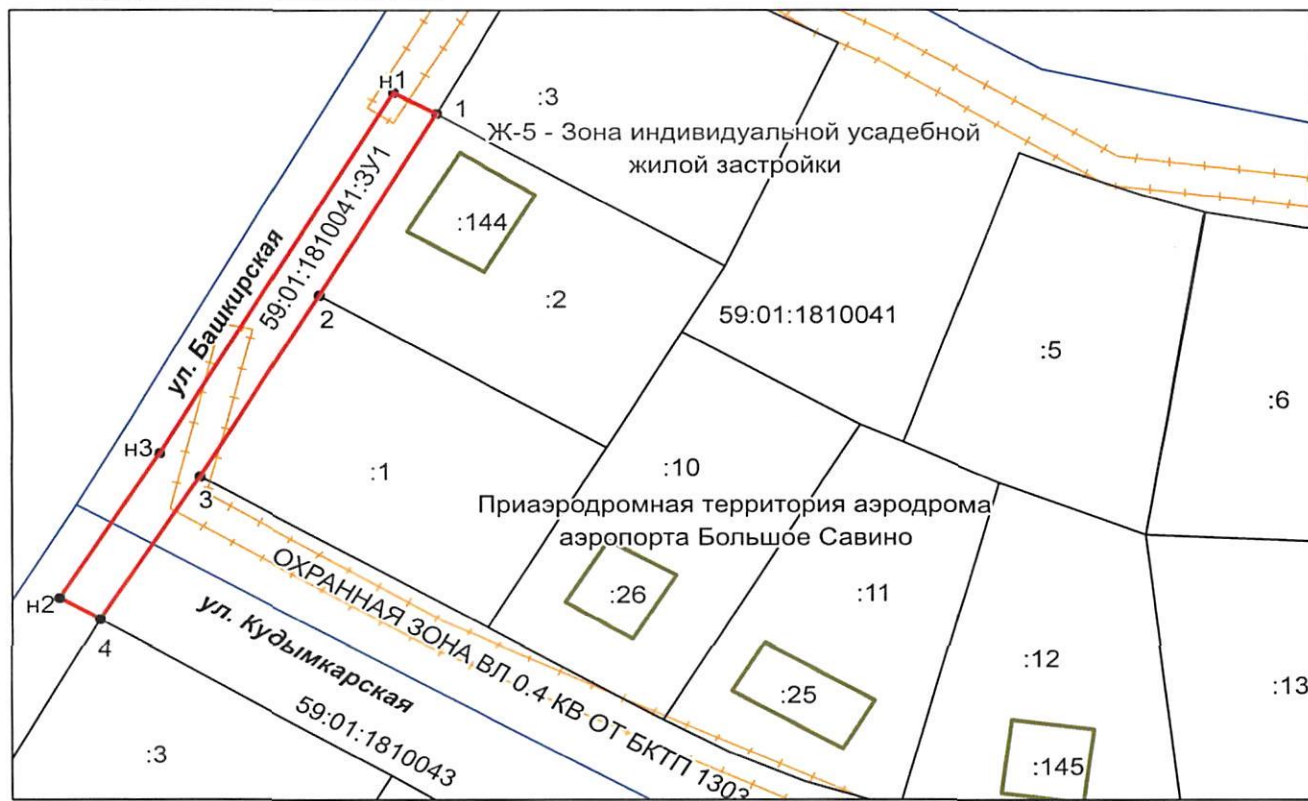 н1
1
:3
Ж-5 - Зона индивидуальной усадебной
жилой застройки
59:01:1810041:ЗУ1
:144
ул. Башкирская
2
:2
59:01:1810041
:5
:6
н3
3
:1
:10
Приаэродромная территория аэродрома
аэропорта Большое Савино
ОХРАННАЯ ЗОНА ВЛ 0.4 КВ ОТ БКТП 1303
:26
:11
н2
4
ул. Кудымкарская
:12
:25
:13
59:01:1810043
:3
:145